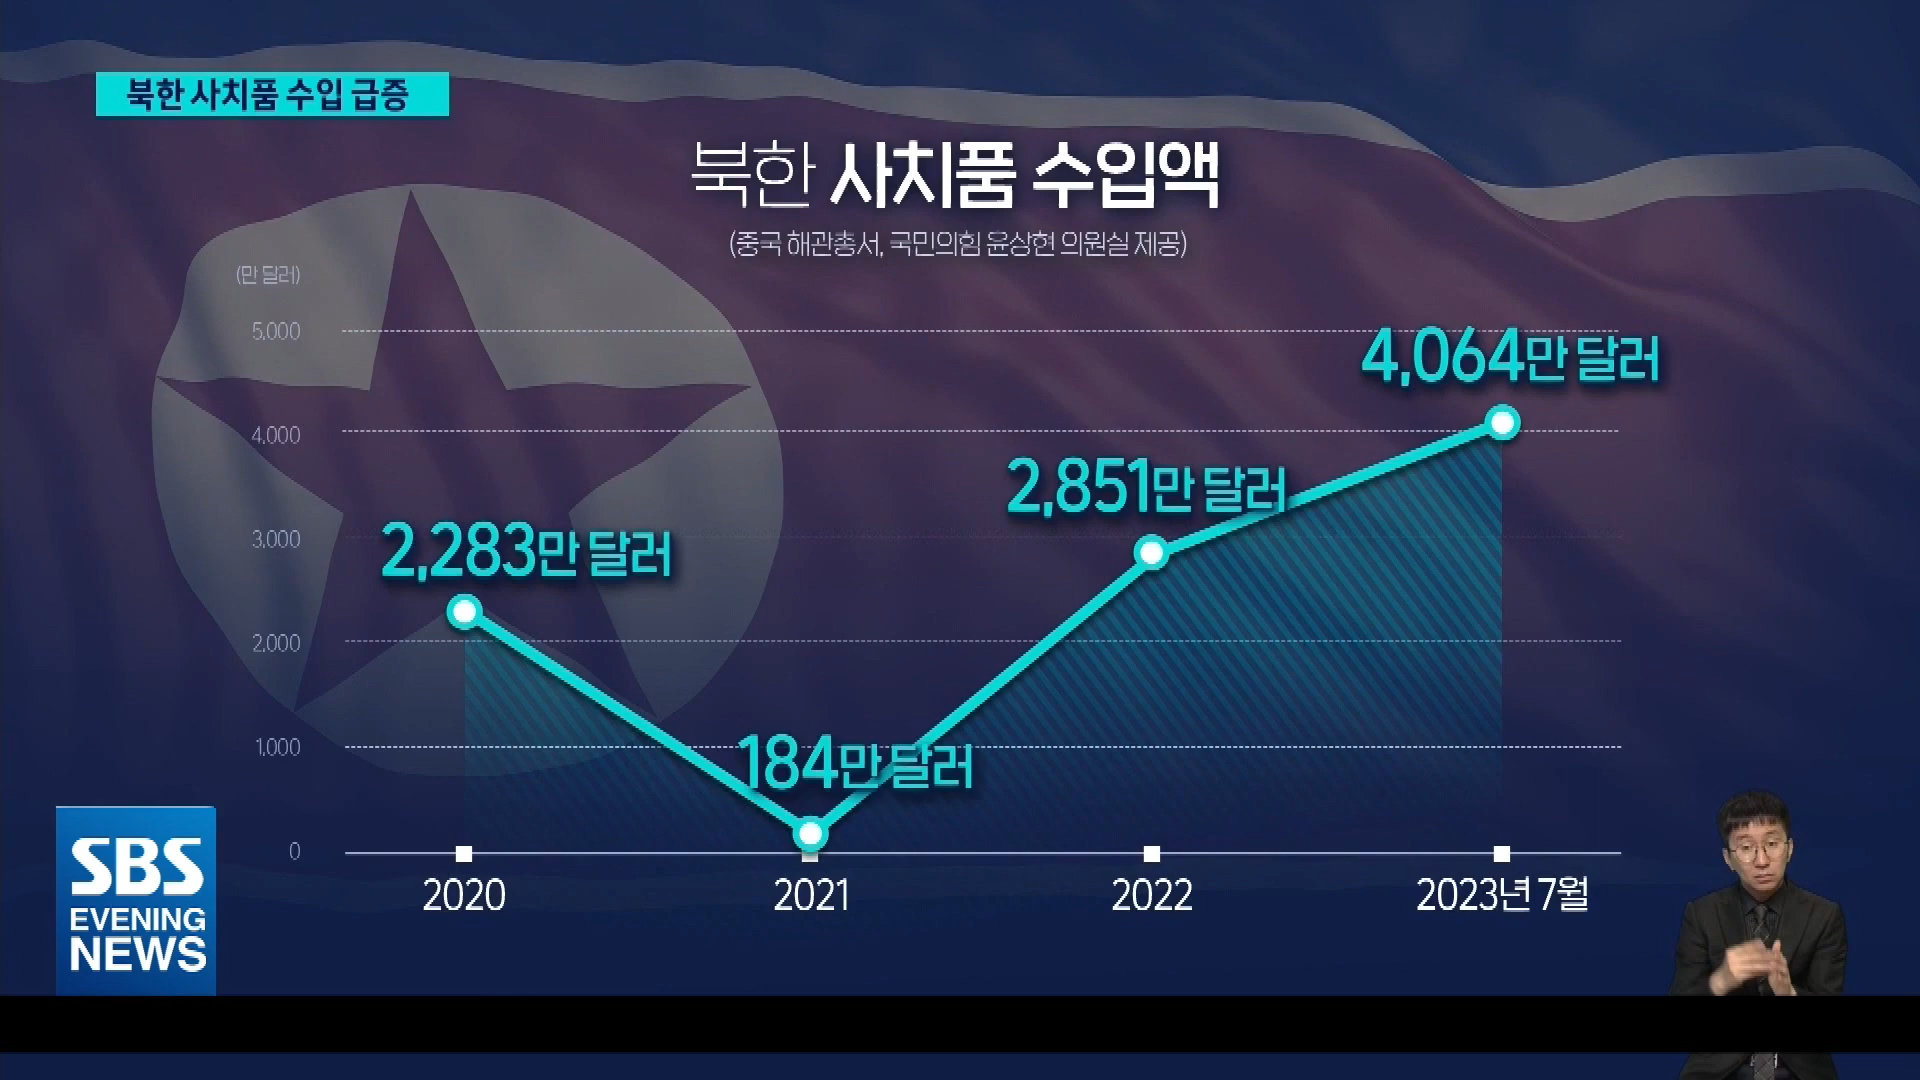 북한 사치품 수입 급증
북한 사치품 수입액
(중국 해관총서, 국민의힘 윤상현 의원실 제공)
(만 달러)
5,000
4,000
3,000
2,000
1,000
0
2,283만 달러
184만 달러
2,851만 달러
4,064만 달러
2020
2021
2022
2023년 7월
SBS
EVENING
NEWS